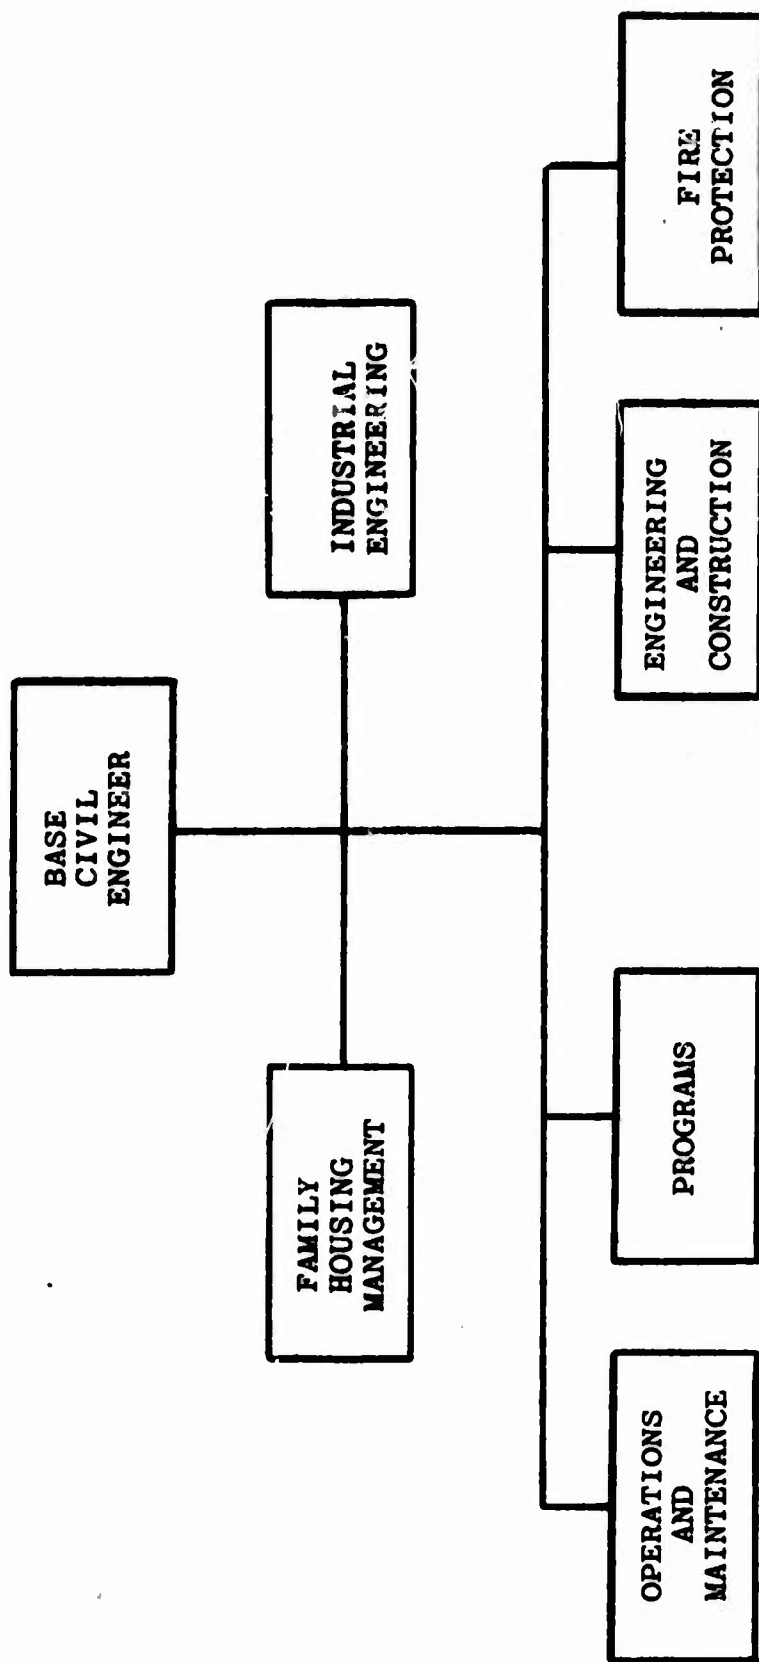 BASE
CIVIL
ENGINEER
FAMILY
HOUSING
MANAGEMENT
INDUSTRIAL
ENGINEERING
OPERATIONS
AND
MAINTENANCE
PROGRAMS
ENGINEERING
AND
CONSTRUCTION
FIRE
PROTECTION